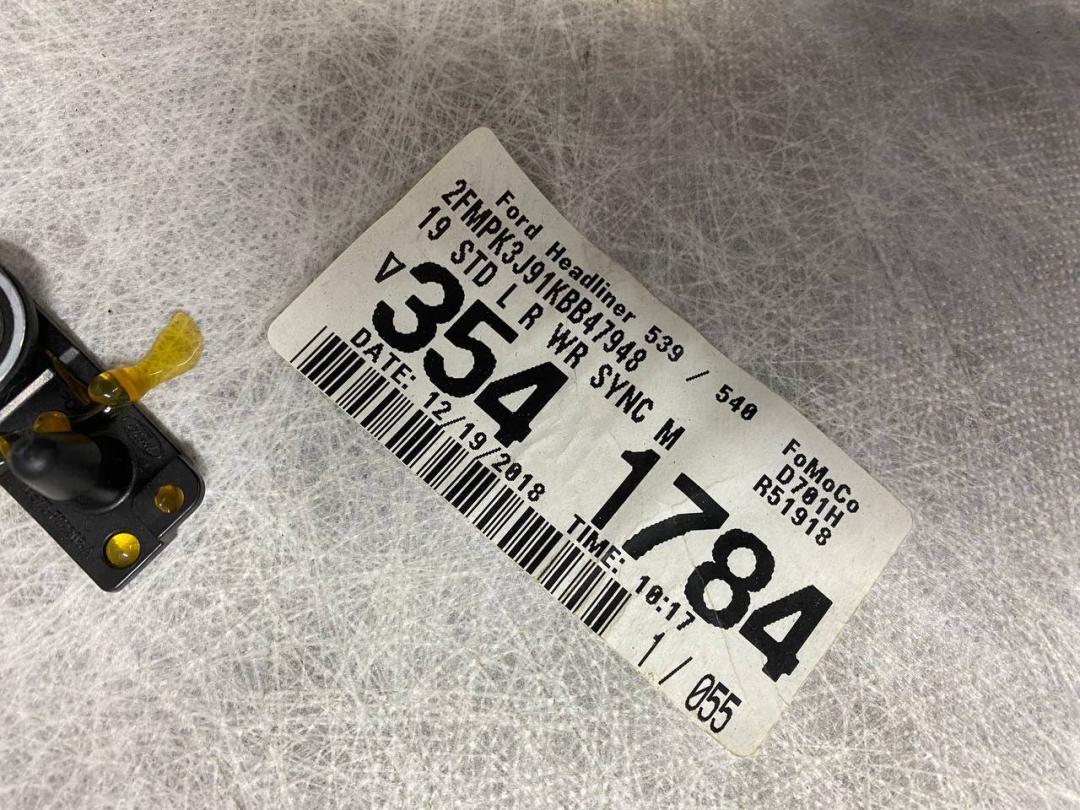 Ford Headliner 539 / 540
2FMPK3J91KBB47948
19 STD L R WR SYNC M
FoMoCo
D701H
R51918
354 1784
DATE: 12/19/2018 TIME: 10:17
1 / 055
Ford